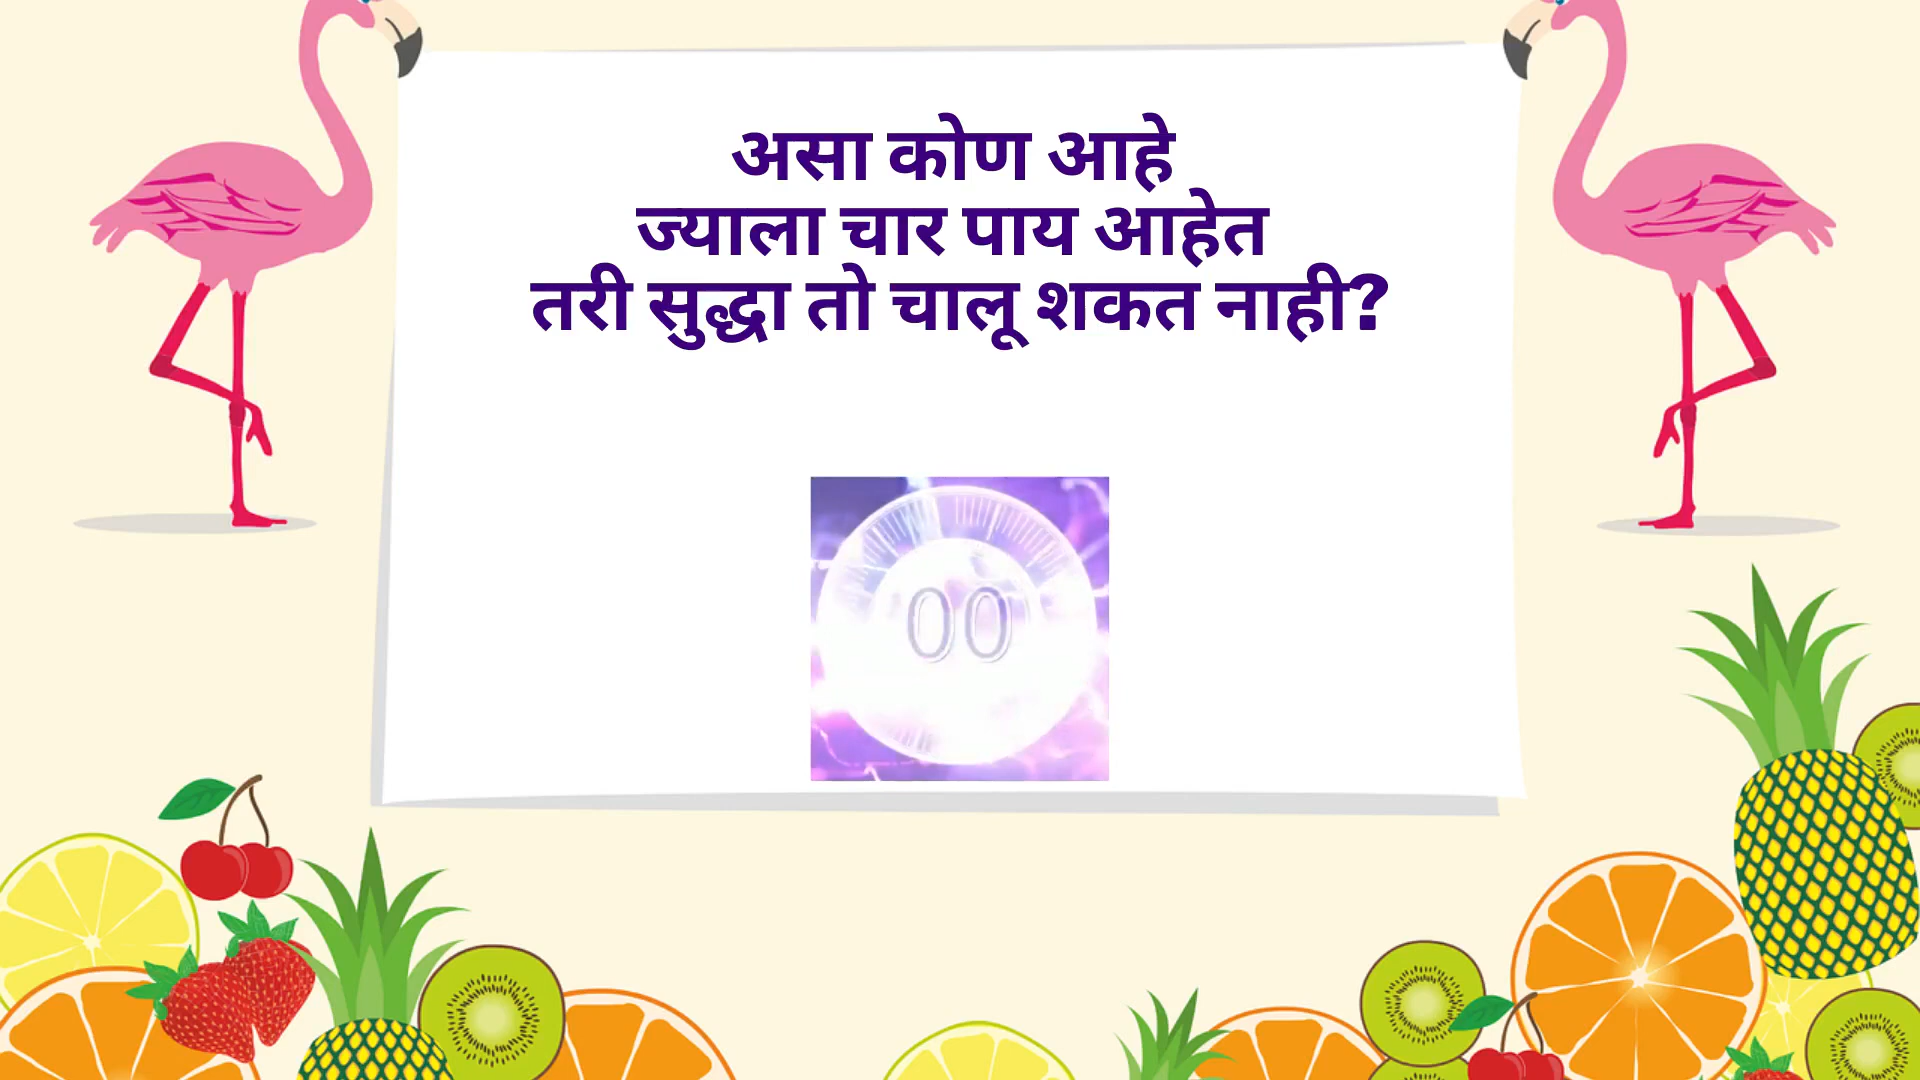 असा कोण आहे
ज्याला चार पाय आहेत
तरी सुद्धा तो चालू शकत नाही?
00